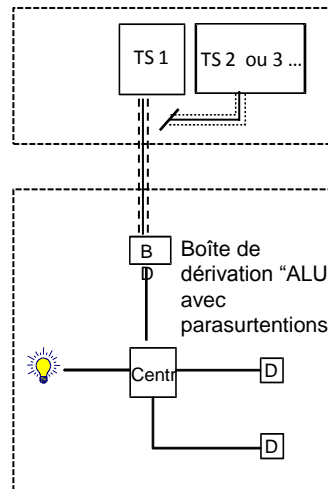 TS 1
TS 2 ou 3 ...
B
D
Boîte de
dérivation “ALU
avec
parasurtentions
Centr
D
D